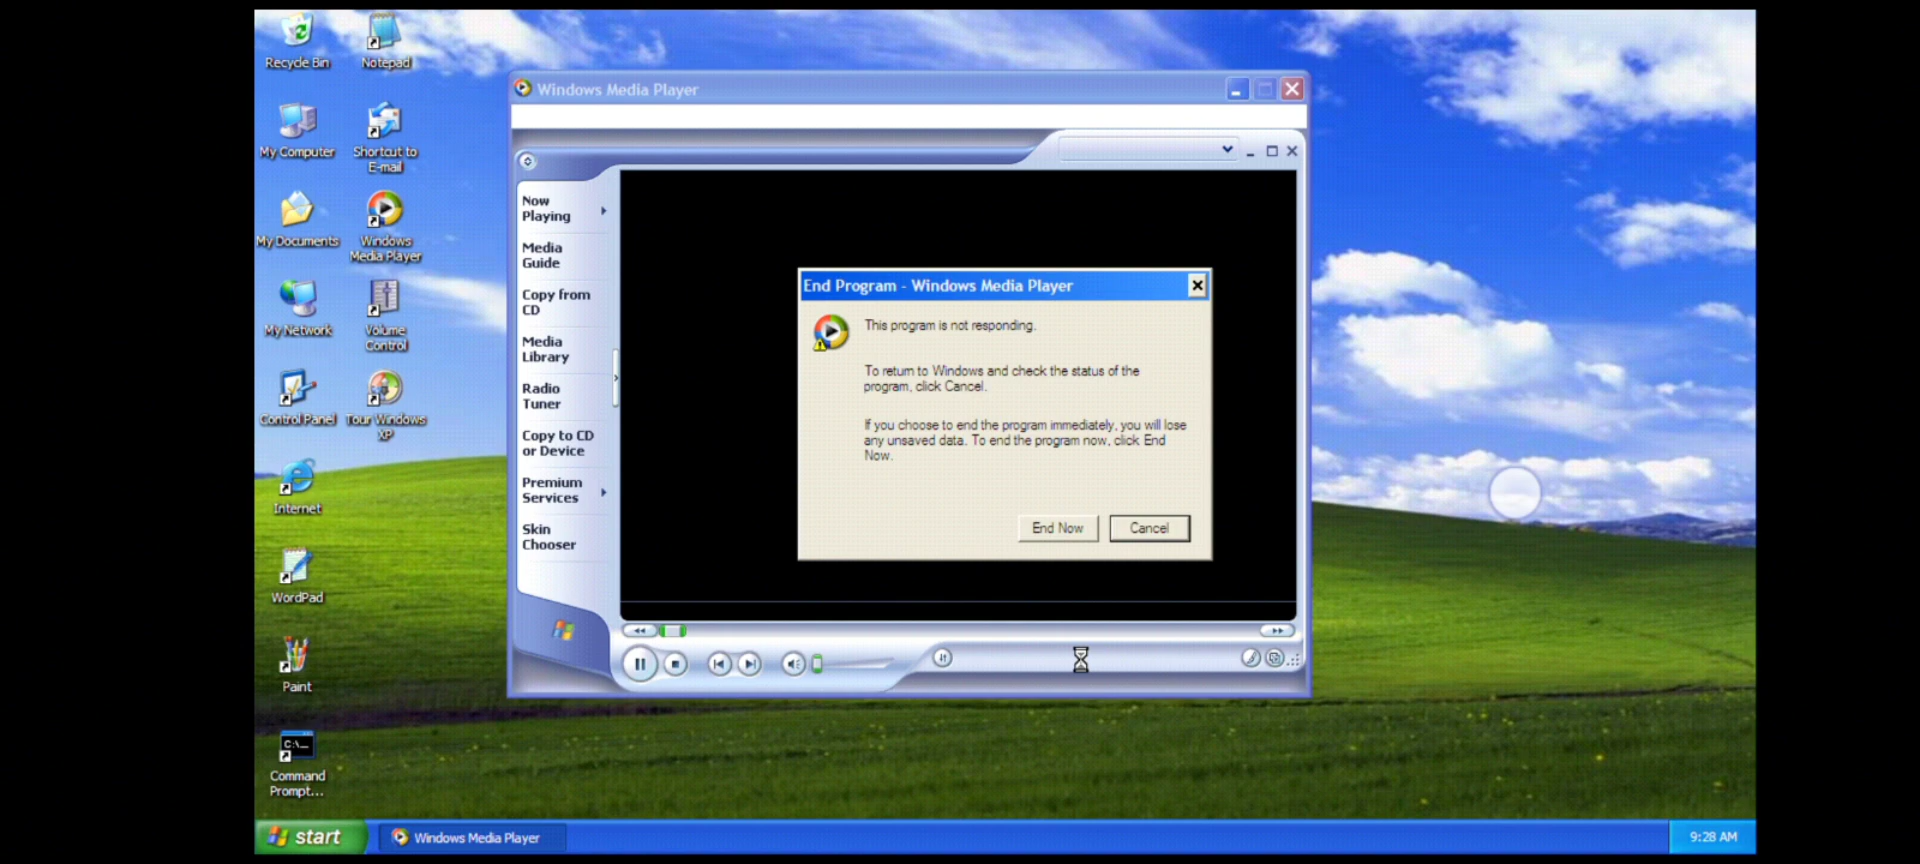 Recycle Bin
Notepad
My Computer
Shortcut to
E-mail
My Documents
Windows
Media Player
My Network
Volume
Control
Control Panel
Tour Windows
XP
Internet
WordPad
Paint
C:\...
Command
Prompt...
Windows Media Player
Now
Playing
Media
Guide
Copy from
CD
Media
Library
Radio
Tuner
Copy to CD
or Device
Premium
Services
Skin
Chooser
End Program - Windows Media Player
This program is not responding.
To return to Windows and check the status of the
program, click Cancel.
If you choose to end the program immediately, you will lose
any unsaved data. To end the program now, click End
Now.
End Now
Cancel
start
Windows Media Player
9:28 AM